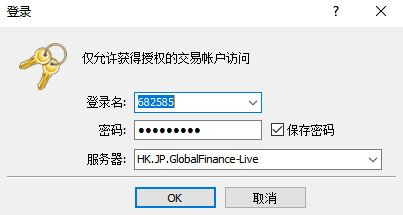 登录
仅允许获得授权的交易帐户访问
登录名: 682585
密码: ●●●●●●●●● 保存密码
服务器: HK.JP.GlobalFinance-Live
OK 取消